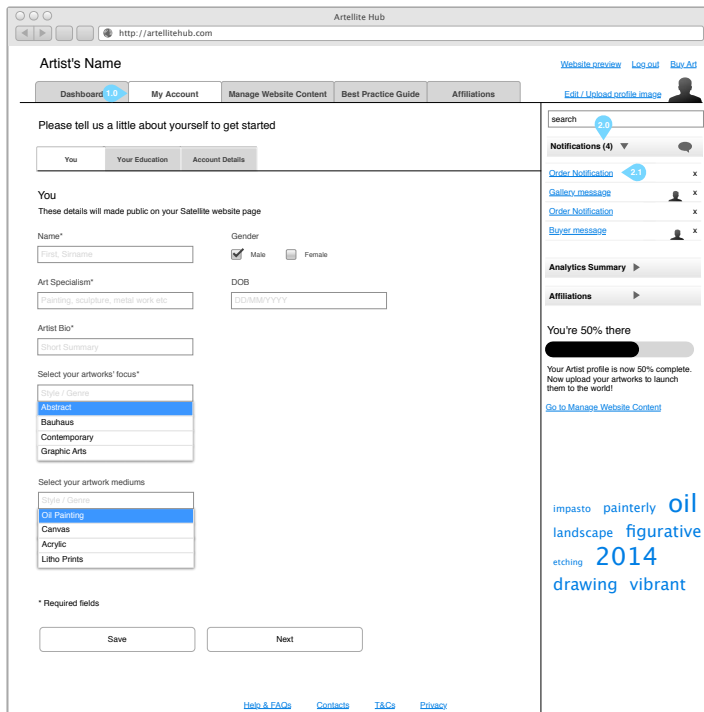 Artellite Hub
http://artellitehub.com
Artist's Name
Website preview Log out Buy Art
Dashboard 1.0 My Account Manage Website Content Best Practice Guide Affiliations
Edit / Upload profile image
Please tell us a little about yourself to get started
search
2.0
Notifications (4)
You Your Education Account Details
Order Notification 2.1 x
Gallery message x
Order Notification x
Buyer message x
You
These details will made public on your Satellite website page
Name* Gender
First, Sirname Male Female
Art Specialism* DOB
Painting, sculpture, metal work etc DD/MM/YYYY
Artist Bio*
Short Summary
Select your artworks' focus*
Style / Genre
Abstract
Bauhaus
Contemporary
Graphic Arts
Select your artwork mediums
Style / Genre
Oil Painting
Canvas
Acrylic
Litho Prints
* Required fields
Save Next
Analytics Summary
Affiliations
You're 50% there
Your Artist profile is now 50% complete.
Now upload your artworks to launch
them to the world!
Go to Manage Website Content
impasto painterly oil
landscape figurative
etching 2014
drawing vibrant
Help & FAQs Contacts T&Cs Privacy